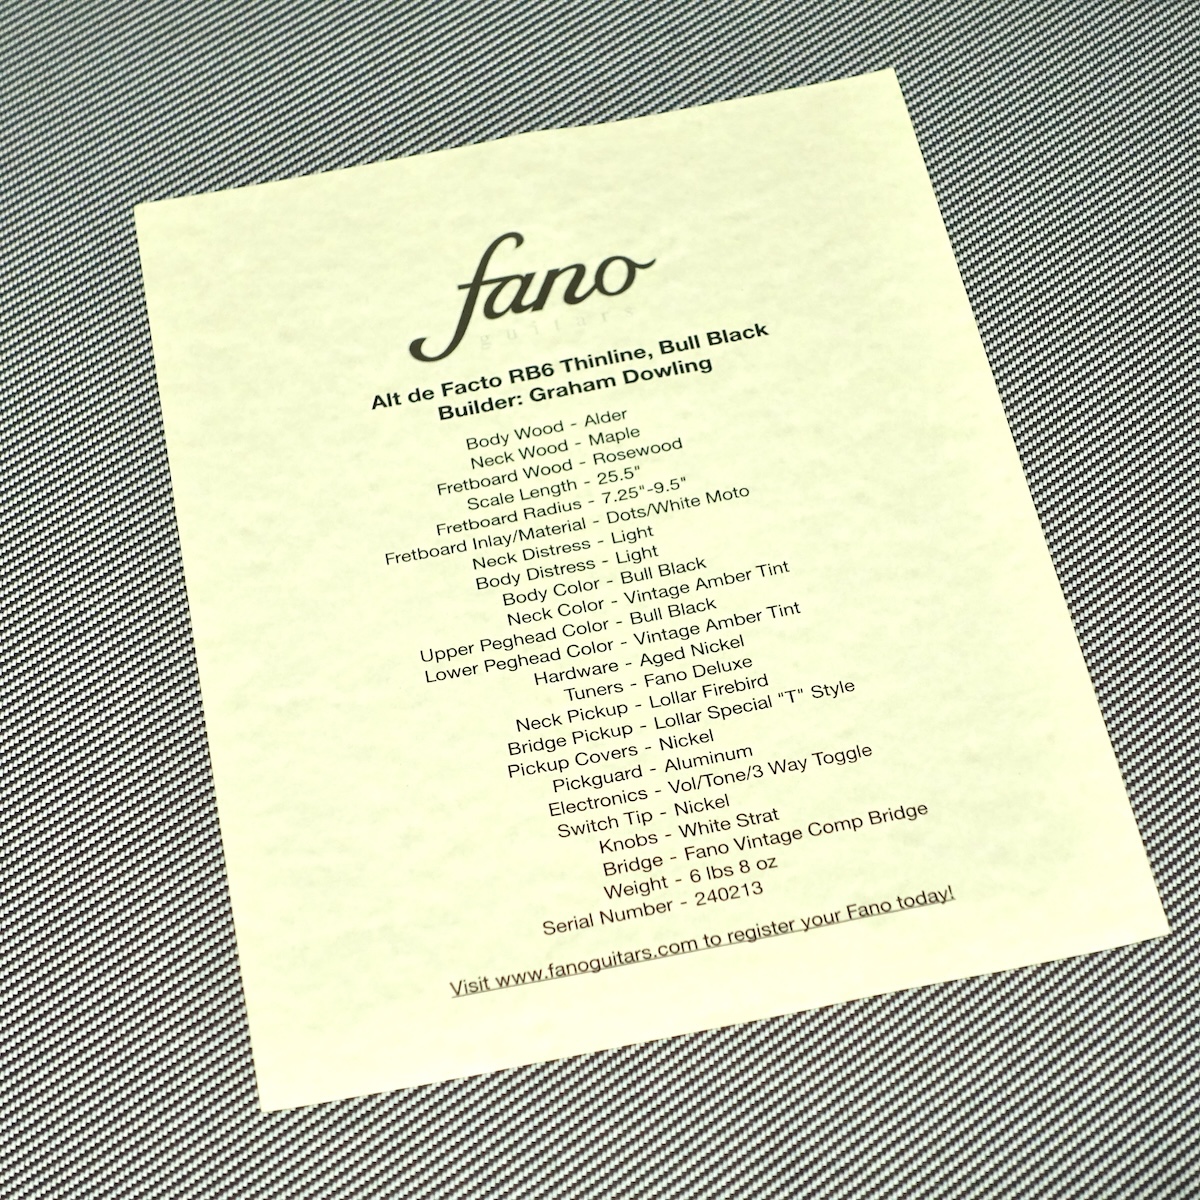 fano
guitars
Alt de Facto RB6 Thinline, Bull Black
Builder: Graham Dowling
Body Wood - Alder
Neck Wood - Maple
Fretboard Wood - Rosewood
Scale Length - 25.5"
Fretboard Radius - 7.25"-9.5"
Fretboard Inlay/Material - Dots/White Moto
Neck Distress - Light
Body Distress - Light
Body Color - Bull Black
Neck Color - Vintage Amber Tint
Upper Peghead Color - Bull Black
Lower Peghead Color - Vintage Amber Tint
Hardware - Aged Nickel
Tuners - Fano Deluxe
Neck Pickup - Lollar Firebird
Bridge Pickup - Lollar Special "T" Style
Pickup Covers - Nickel
Pickguard - Aluminum
Electronics - Vol/Tone/3 Way Toggle
Switch Tip - Nickel
Knobs - White Strat
Bridge - Fano Vintage Comp Bridge
Weight - 6 lbs 8 oz
Serial Number - 240213
Visit www.fanoguitars.com to register your Fano today!